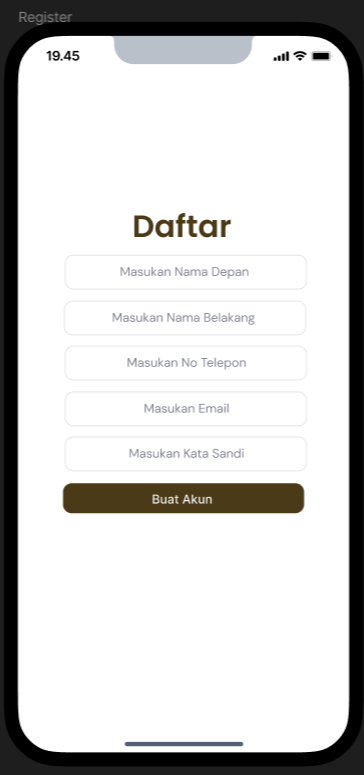 Register
19.45
Daftar
Masukan Nama Depan
Masukan Nama Belakang
Masukan No Telepon
Masukan Email
Masukan Kata Sandi
Buat Akun